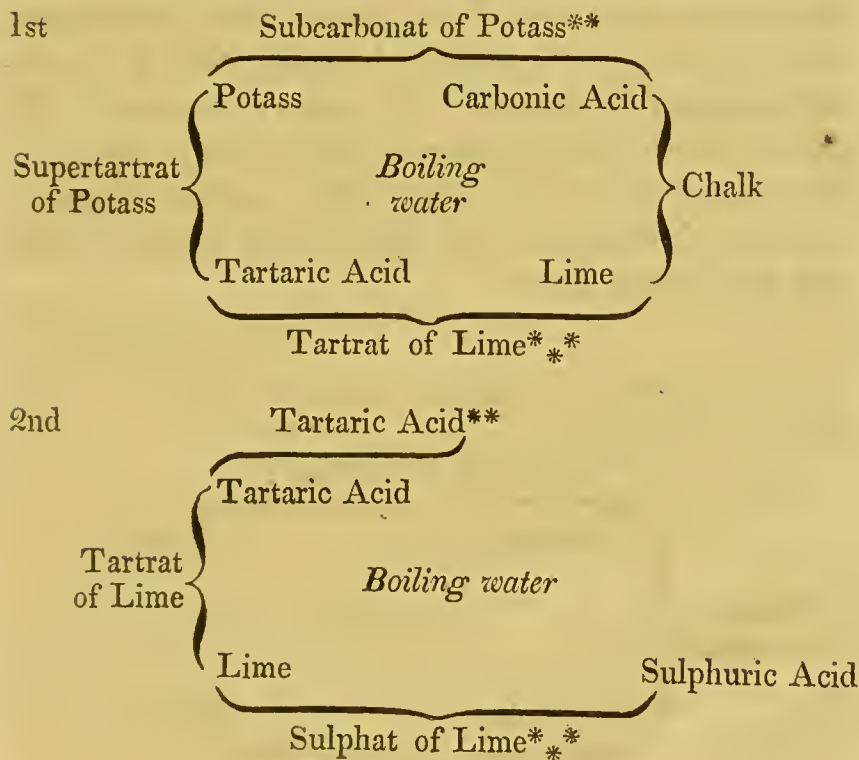 1st Subcarbonat of Potass**
Potass Carbonic Acid
Supertartrat
of Potass
Boiling
water
Chalk
Tartaric Acid Lime
Tartrat of Lime*⁎*
2nd Tartaric Acid**
Tartaric Acid
Tartrat
of Lime
Boiling water
Lime Sulphuric Acid
Sulphat of Lime*⁎*